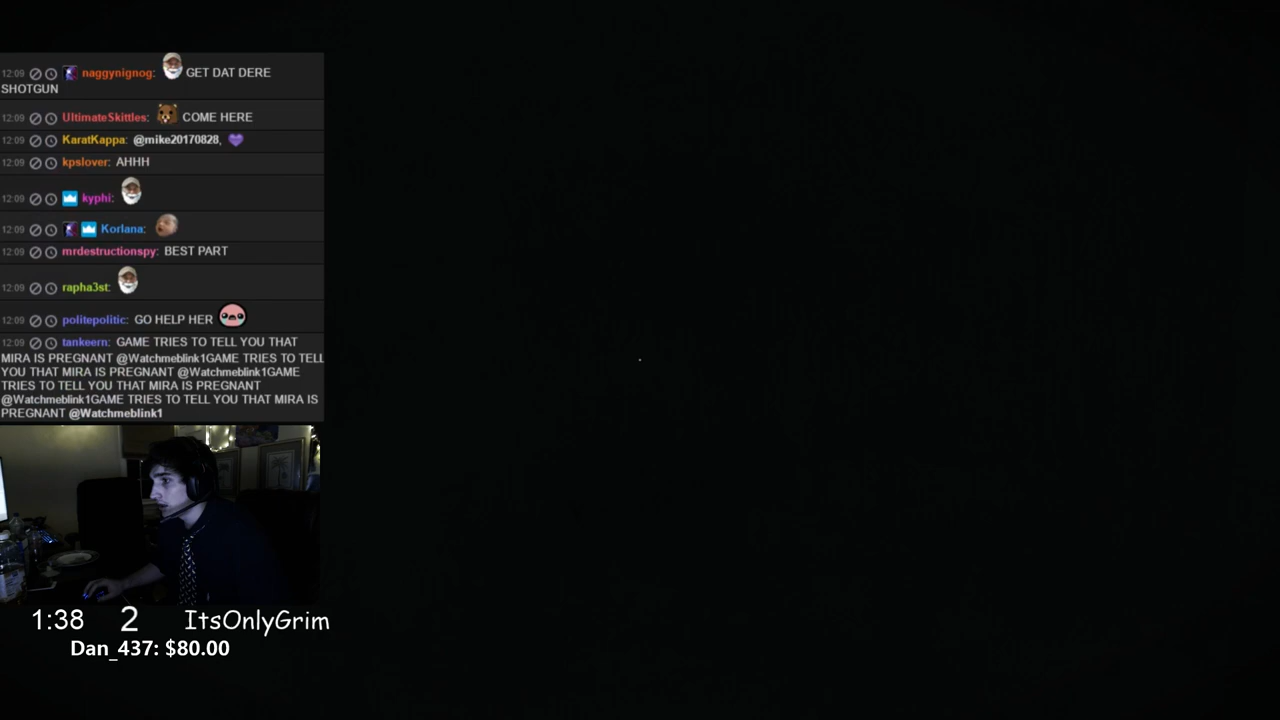 12:09 naggynignog: GET DAT DERE
SHOTGUN
12:09 UltimateSkittles: COME HERE
12:09 KaratKappa: @mike20170828,
12:09 kpslover: AHHH
12:09 kyphi:
12:09 Korlana:
12:09 mrdestructionspy: BEST PART
12:09 rapha3st:
12:09 politepolitic: GO HELP HER
12:09 tankeern: GAME TRIES TO TELL YOU THAT
MIRA IS PREGNANT @Watchmeblink1GAME TRIES TO TELL
YOU THAT MIRA IS PREGNANT @Watchmeblink1GAME
TRIES TO TELL YOU THAT MIRA IS PREGNANT
@Watchmeblink1GAME TRIES TO TELL YOU THAT MIRA IS
PREGNANT @Watchmeblink1
1:38 2 ItsOnlyGrim
Dan_437: $80.00